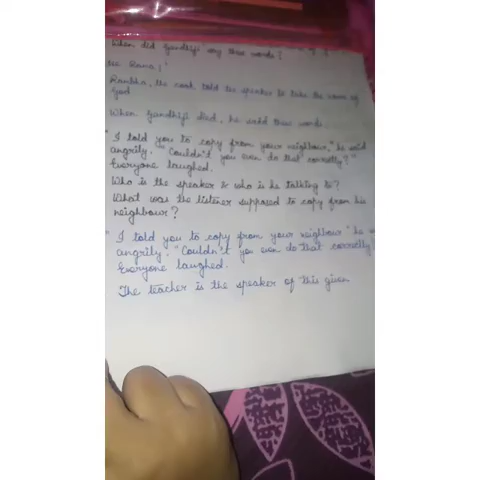 When did Gandhiji say these words?
Rama;"
Rambha, the cook told the speaker to take the name of
God
When Gandhiji died, he said these words.
"I told you to copy from your neighbour," he said
angrily. "Couldn't you even do that correctly?"
Everyone laughed.
Who is the speaker & who is he talking to?
What was the listener supposed to copy from his
neighbour?
"I told you to copy from your neighbour" he
angrily. "Couldn't you even do that correctly
Everyone laughed.
The teacher is the speaker of this given